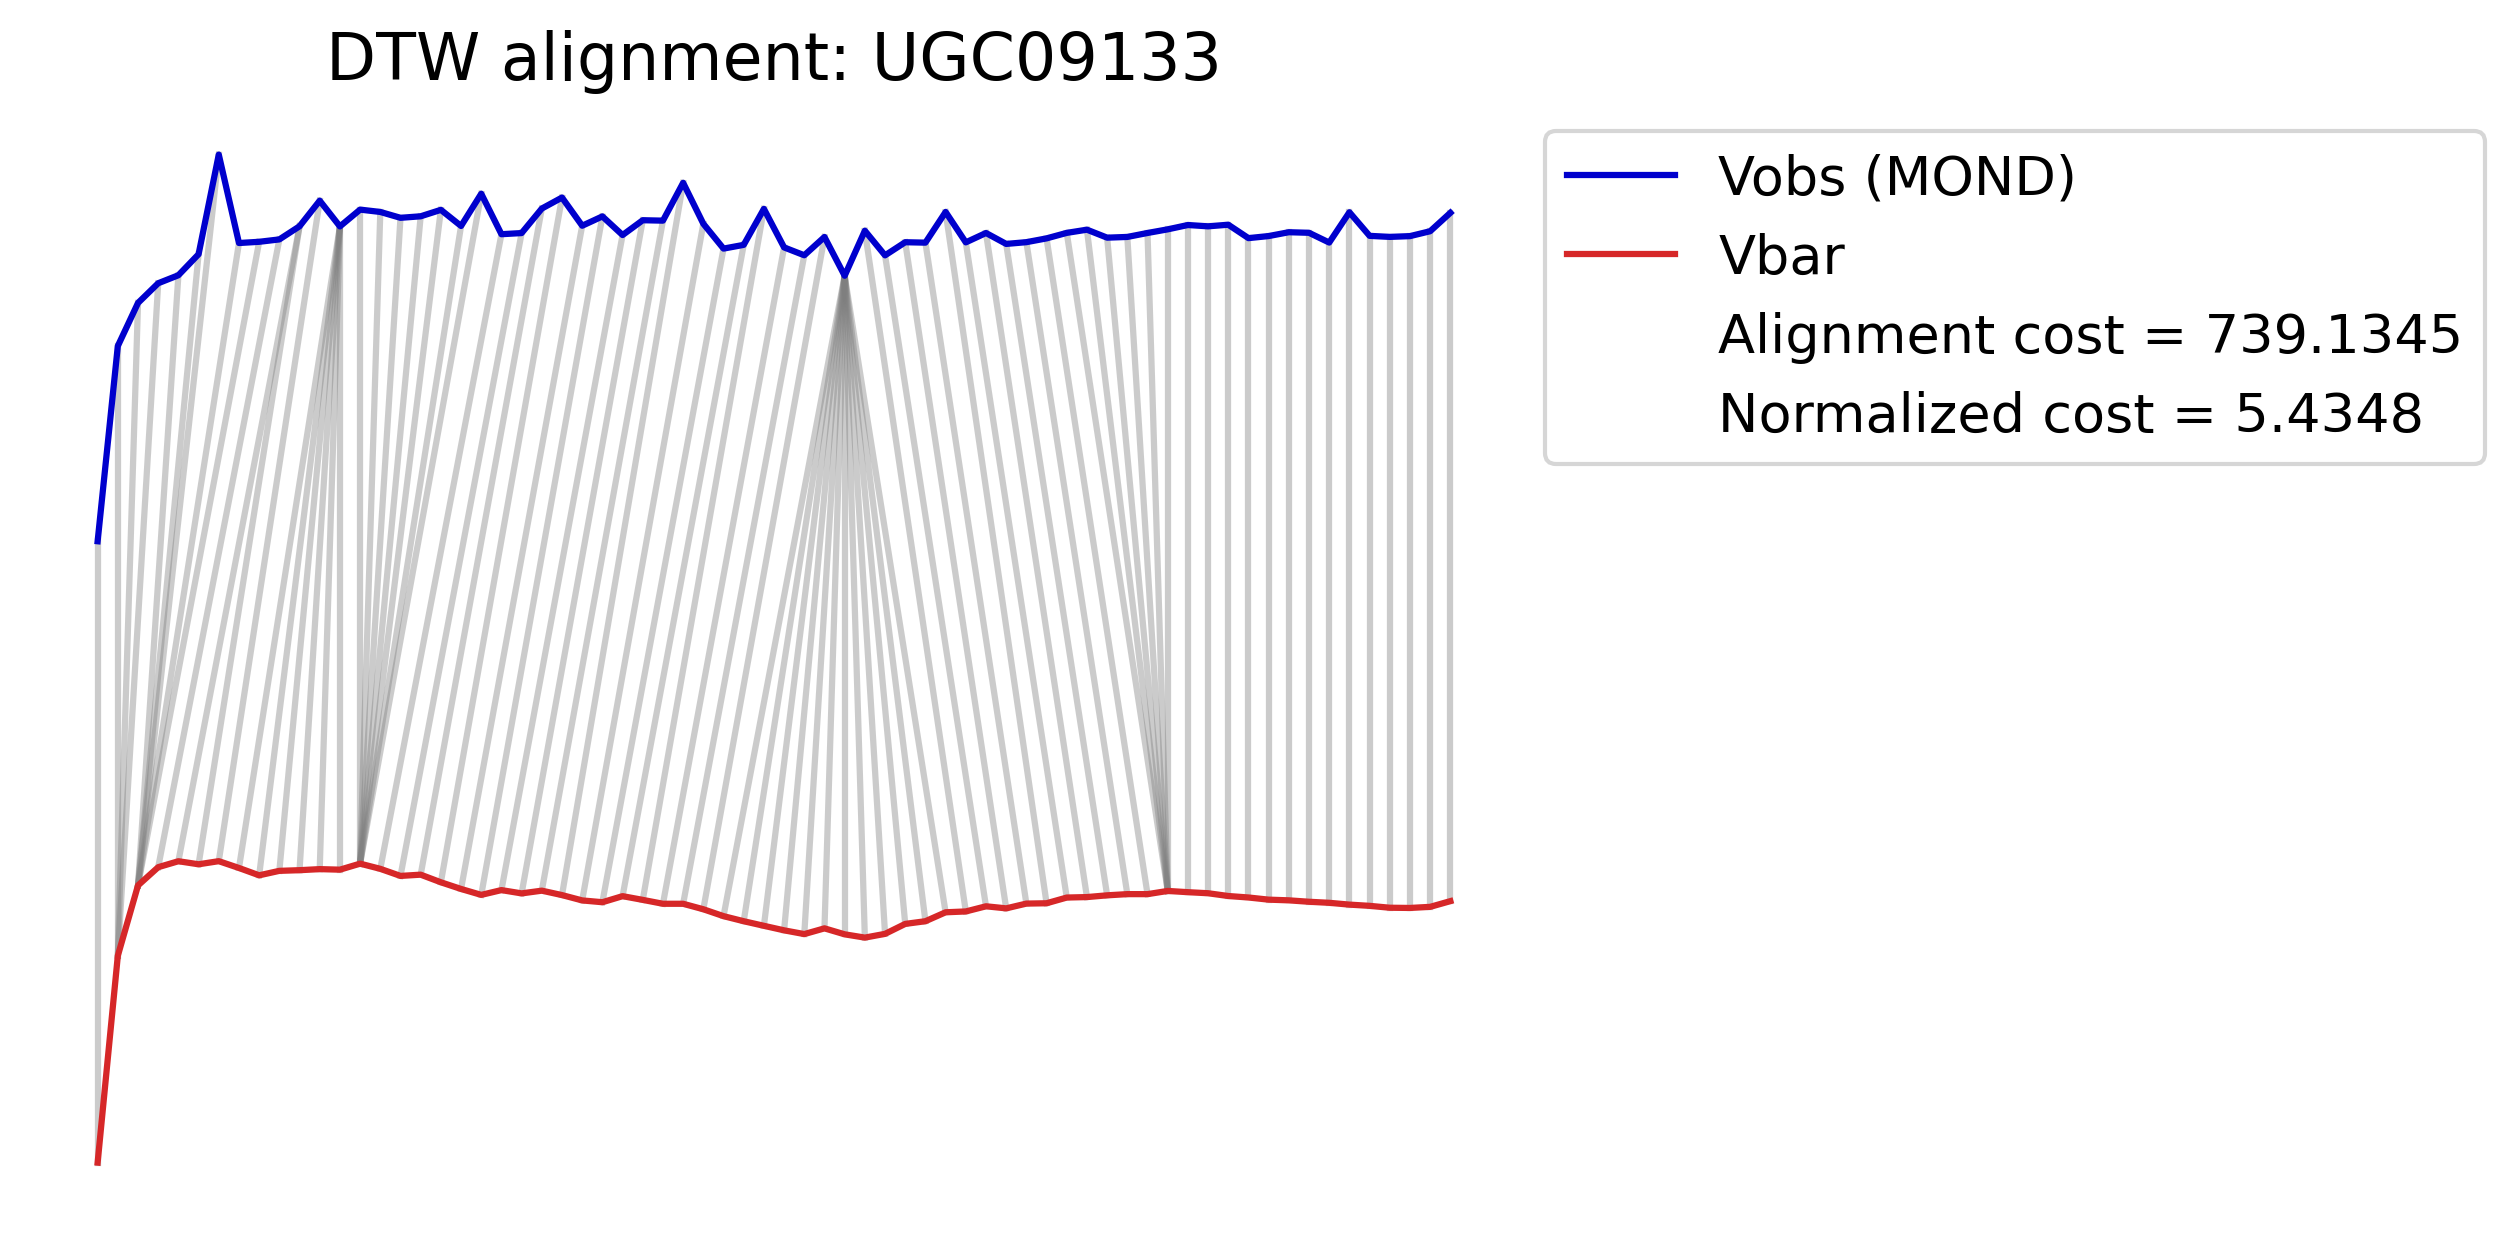 DTW alignment: UGC09133
Vobs (MOND)
Vbar
Alignment cost = 739.1345
Normalized cost = 5.4348